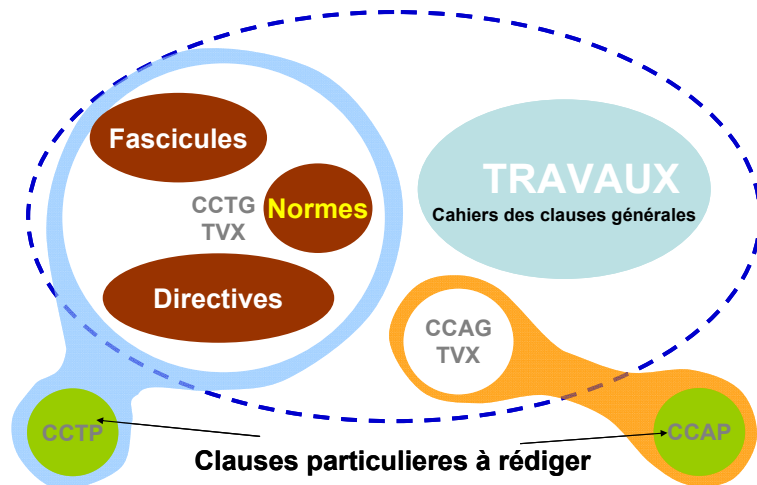 Fascicules
CCTG
TVX
Normes
Directives
TRAVAUX
Cahiers des clauses générales
CCAG
TVX
CCTP
CCAP
Clauses particulieres à rédiger